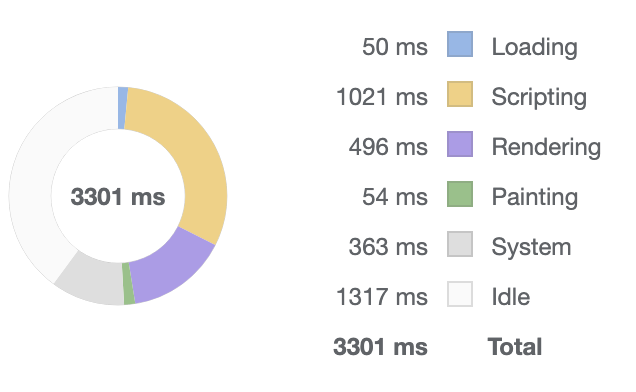 3301 ms
50 ms Loading
1021 ms Scripting
496 ms Rendering
54 ms Painting
363 ms System
1317 ms Idle
3301 ms Total